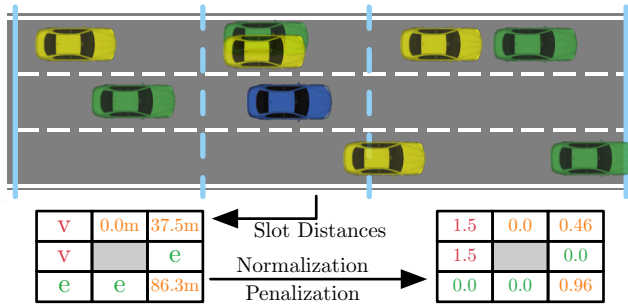 v 0.0m 37.5m
v e
e e 86.3m
Slot Distances
Normalization
Penalization
1.5 0.0 0.46
1.5 0.0
0.0 0.0 0.96